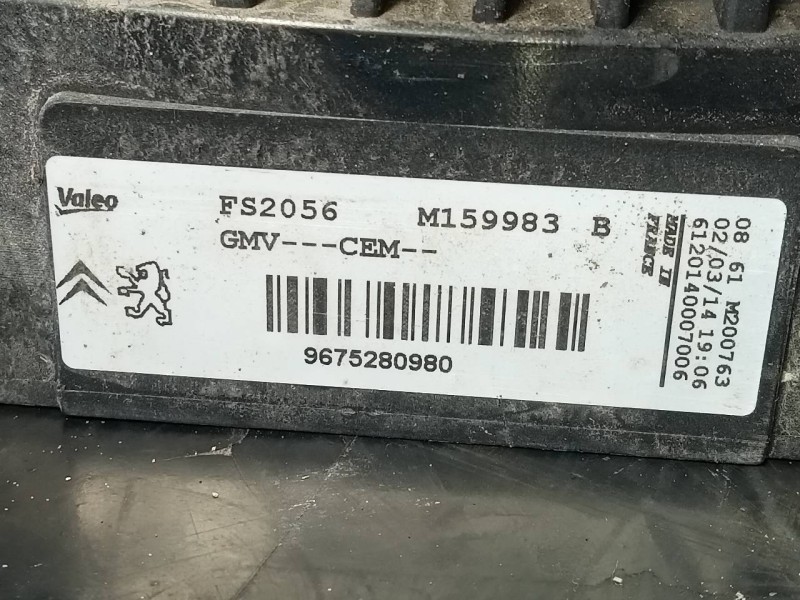 Valeo
FS2056 M159983 B
GMV---CEM--
9675280980
MADE IN
FRANCE
08 61 M200763
02/03/14 19:06
6120140007006